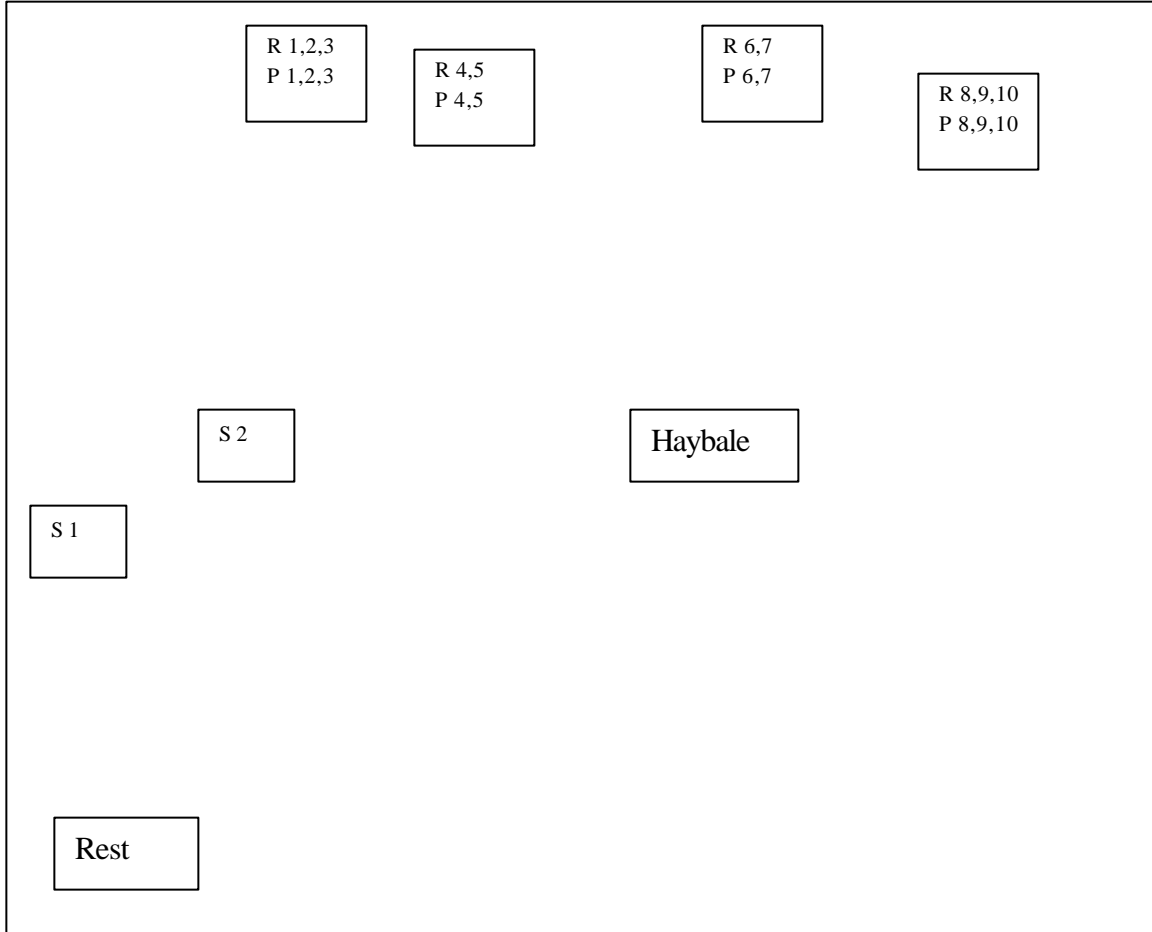 R 1,2,3
P 1,2,3
R 4,5
P 4,5
R 6,7
P 6,7
R 8,9,10
P 8,9,10
S 2
Haybale
S 1
Rest